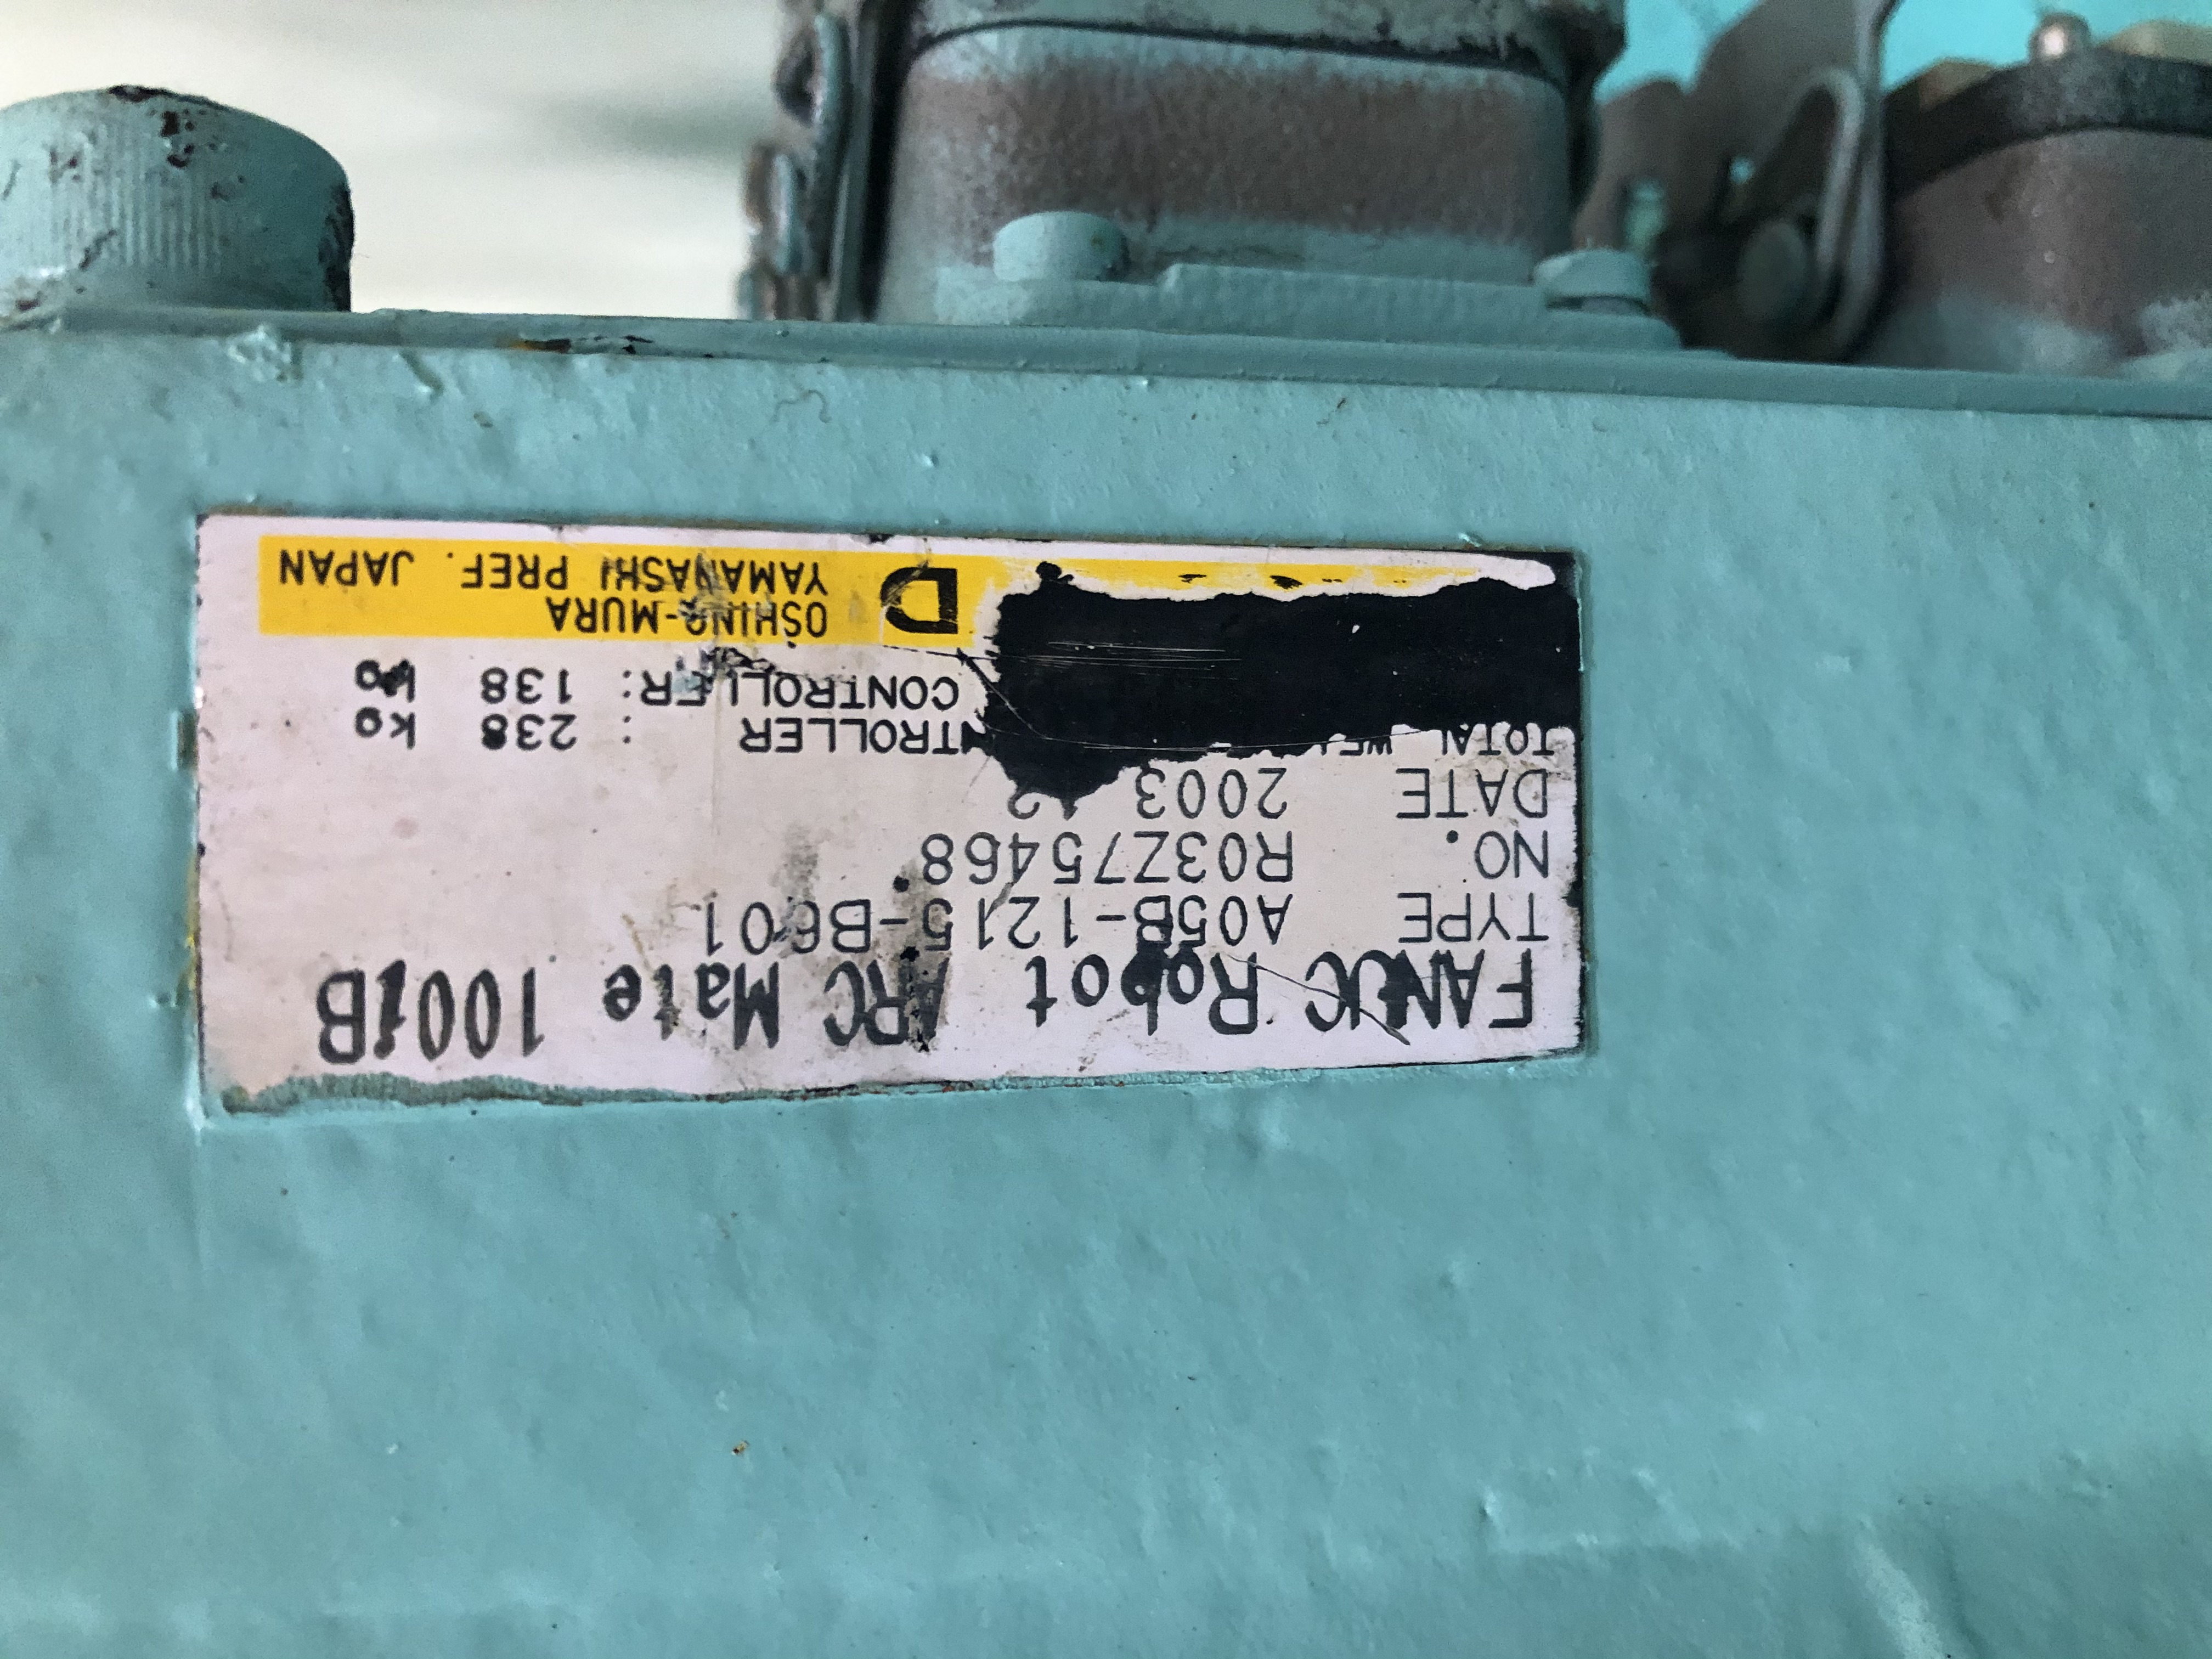 FANUC Robot ARC Mate 100iB
TYPE A05B-1215-B601
NO. R03Z75468
DATE 2003
TOTAL : 238 kg
CONTROLLER: 138 kg
OSHINO-MURA
D YAMANASHI PREF. JAPAN